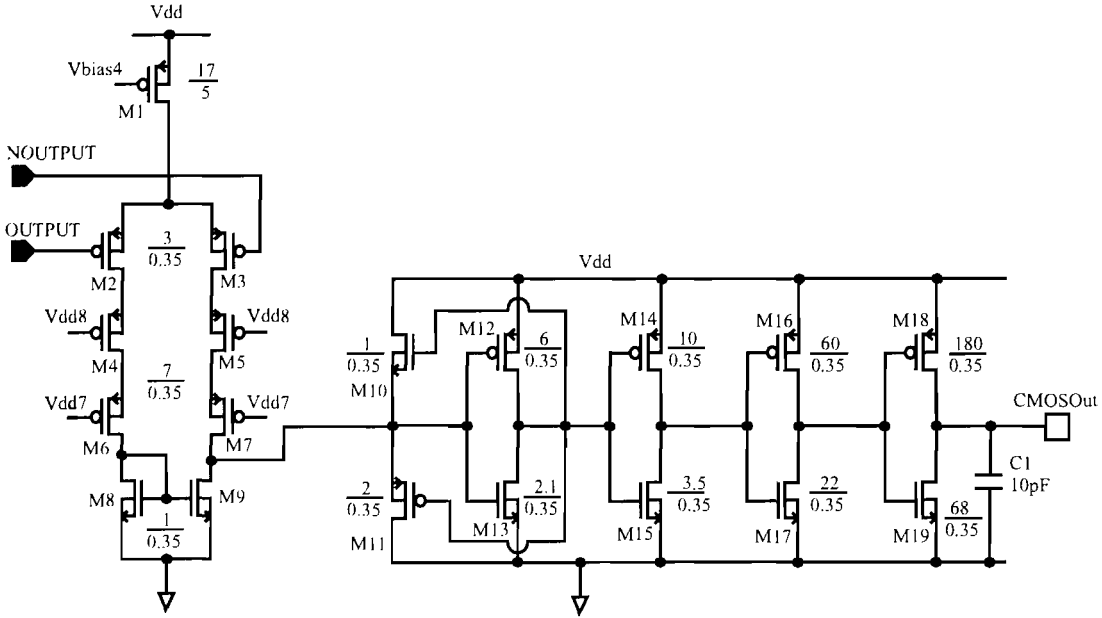 Vdd
Vbias4
17
5
M1
NOUTPUT
OUTPUT
3
0.35
M2
M3
Vdd
Vdd8
Vdd8
M4
M5
7
0.35
Vdd7
Vdd7
M6
M7
M8
M9
1
0.35
1
0.35
M10
M12
6
0.35
M14
10
0.35
M16
60
0.35
M18
180
0.35
CMOSOut
C1
10pF
2
0.35
M11
2.1
0.35
M13
3.5
0.35
M15
22
0.35
M17
68
0.35
M19